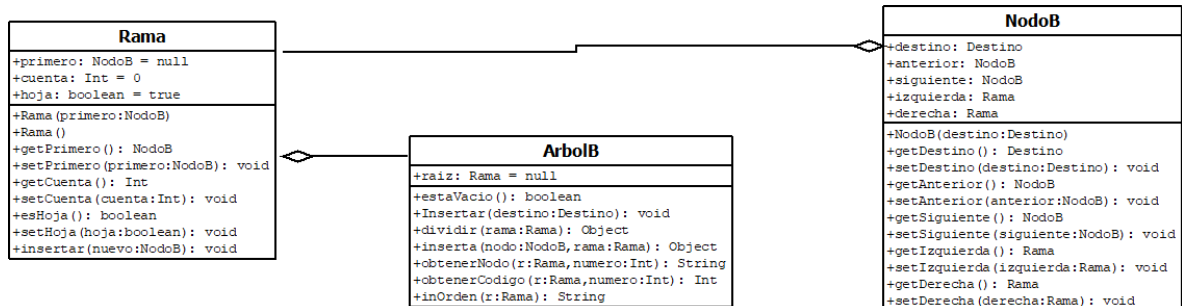 Rama
+primero: NodoB = null
+cuenta: Int = 0
+hoja: boolean = true
+Rama(primero:NodoB)
+Rama()
+getPrimero(): NodoB
+setPrimero(primero:NodoB): void
+getCuenta(): Int
+setCuenta(cuenta:Int): void
+esHoja(): boolean
+setHoja(hoja:boolean): void
+insertar(nuevo:NodoB): void
ArbolB
+raiz: Rama = null
+estaVacio(): boolean
+Insertar(destino:Destino): void
+dividir(rama:Rama): Object
+inserta(nodo:NodoB,rama:Rama): Object
+obtenerNodo(r:Rama,numero:Int): String
+obtenerCodigo(r:Rama,numero:Int): Int
+inOrden(r:Rama): String
NodoB
+destino: Destino
+anterior: NodoB
+siguiente: NodoB
+izquierda: Rama
+derecha: Rama
+NodoB(destino:Destino)
+getDestino(): Destino
+setDestino(destino:Destino): void
+getAnterior(): NodoB
+setAnterior(anterior:NodoB): void
+getSiguiente(): NodoB
+setSiguiente(siguiente:NodoB): void
+getIzquierda(): Rama
+setIzquierda(izquierda:Rama): void
+getDerecha(): Rama
+setDerecha(derecha:Rama): void